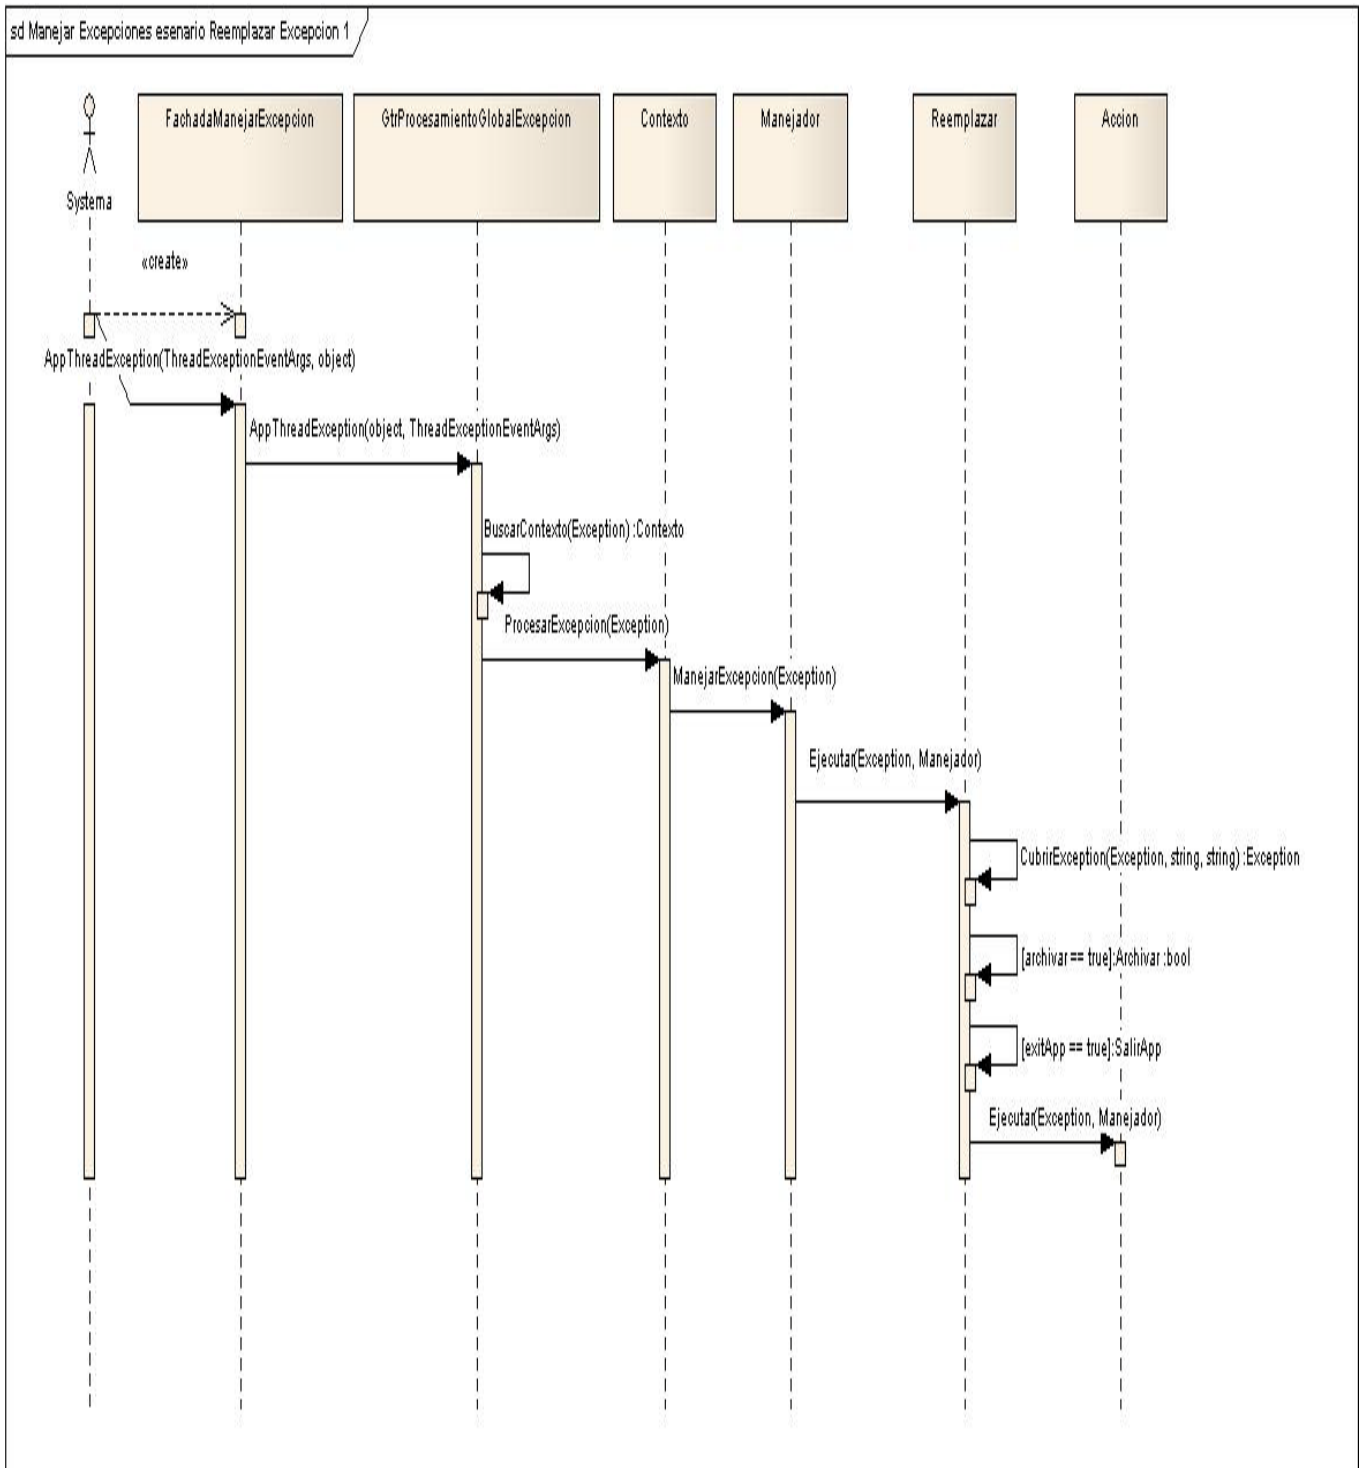 sd Manejar Excepciones esenario Reemplazar Excepcion 1
Systema
FachadaManejarExcepcion
GtrProcesamientoGlobalExcepcion
Contexto
Manejador
Reemplazar
Accion
«create»
AppThreadException(ThreadExceptionEventArgs, object)
AppThreadException(object, ThreadExceptionEventArgs)
BuscarContexto(Exception) :Contexto
ProcesarExcepcion(Exception)
ManejarExcepcion(Exception)
Ejecutar(Exception, Manejador)
CubrirException(Exception, string, string) :Exception
[archivar == true]:Archivar :bool
[exitApp == true]:SalirApp
Ejecutar(Exception, Manejador)